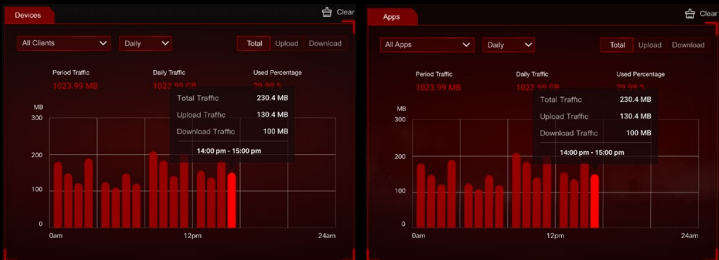 Devices
Clear
All Clients
Daily
Total
Upload
Download
Period Traffic
Daily Traffic
Used Percentage
1023.99 MB
Total Traffic
230.4 MB
Upload Traffic
130.4 MB
Download Traffic
100 MB
14:00 pm - 15:00 pm
MB
300
200
100
0
0am
12pm
24am
Apps
Clear
All Apps
Daily
Total
Upload
Download
Period Traffic
Daily Traffic
Used Percentage
1023.99 MB
Total Traffic
230.4 MB
Upload Traffic
130.4 MB
Download Traffic
100 MB
14:00 pm - 15:00 pm
MB
300
200
100
0
0am
12pm
24am